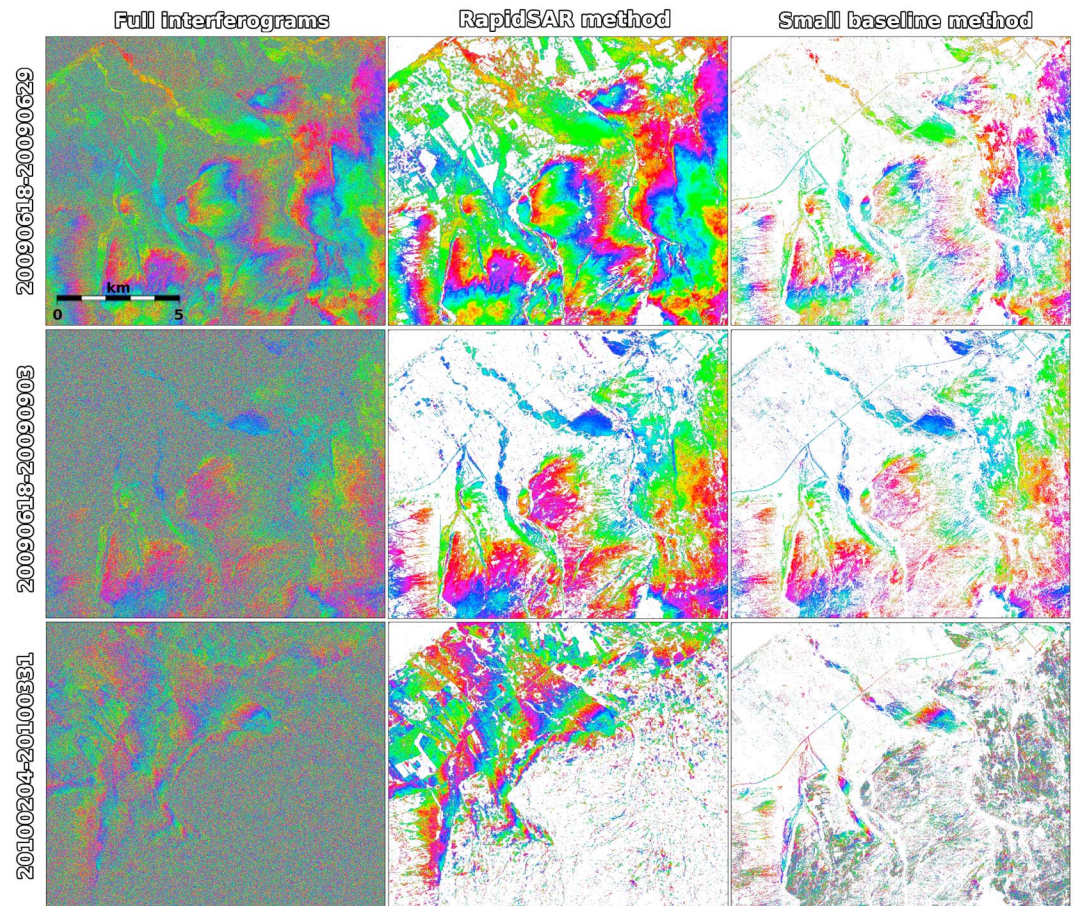 Full interferograms
RapidSAR method
Small baseline method
20090618-20090629
km
0 5
20090618-20090903
20100204-20100331